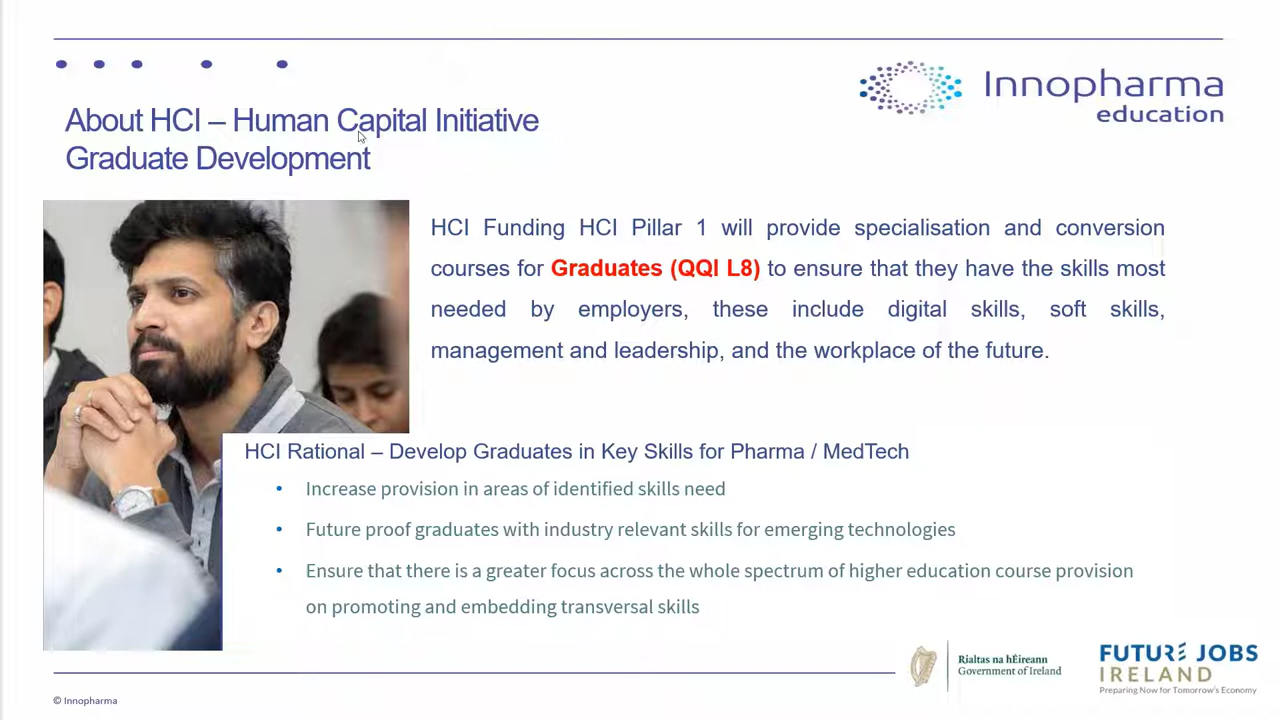 Innopharma
education
About HCI – Human Capital Initiative
Graduate Development
HCI Funding HCI Pillar 1 will provide specialisation and conversion
courses for Graduates (QQI L8) to ensure that they have the skills most
needed by employers, these include digital skills, soft skills,
management and leadership, and the workplace of the future.
HCI Rational – Develop Graduates in Key Skills for Pharma / MedTech
• Increase provision in areas of identified skills need
• Future proof graduates with industry relevant skills for emerging technologies
• Ensure that there is a greater focus across the whole spectrum of higher education course provision
on promoting and embedding transversal skills
Rialtas na hÉireann
Government of Ireland
FUTURE JOBS
IRELAND
Preparing Now for Tomorrow's Economy
© Innopharma